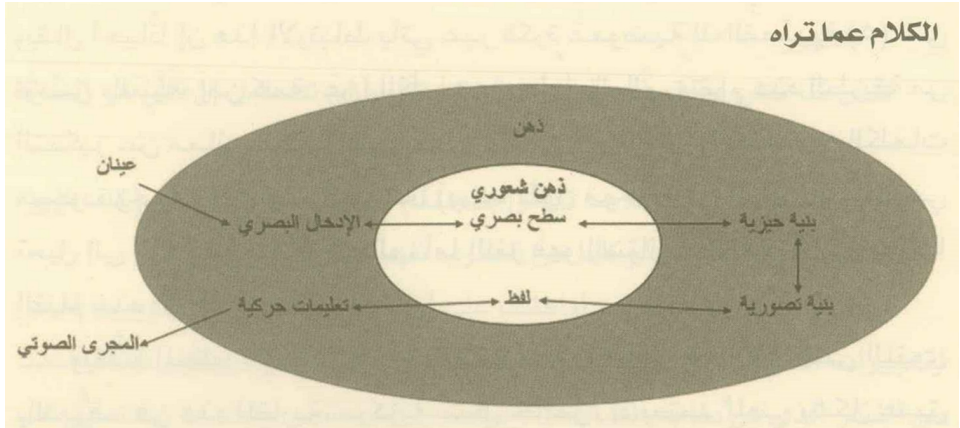 الكلام عما تراه
ذهن
عينان
ذهن شعوري
الإدخال البصري
سطح بصري
بنية حيزية
تعليمات حركية
لفظ
بنية تصورية
المجرى الصوتي